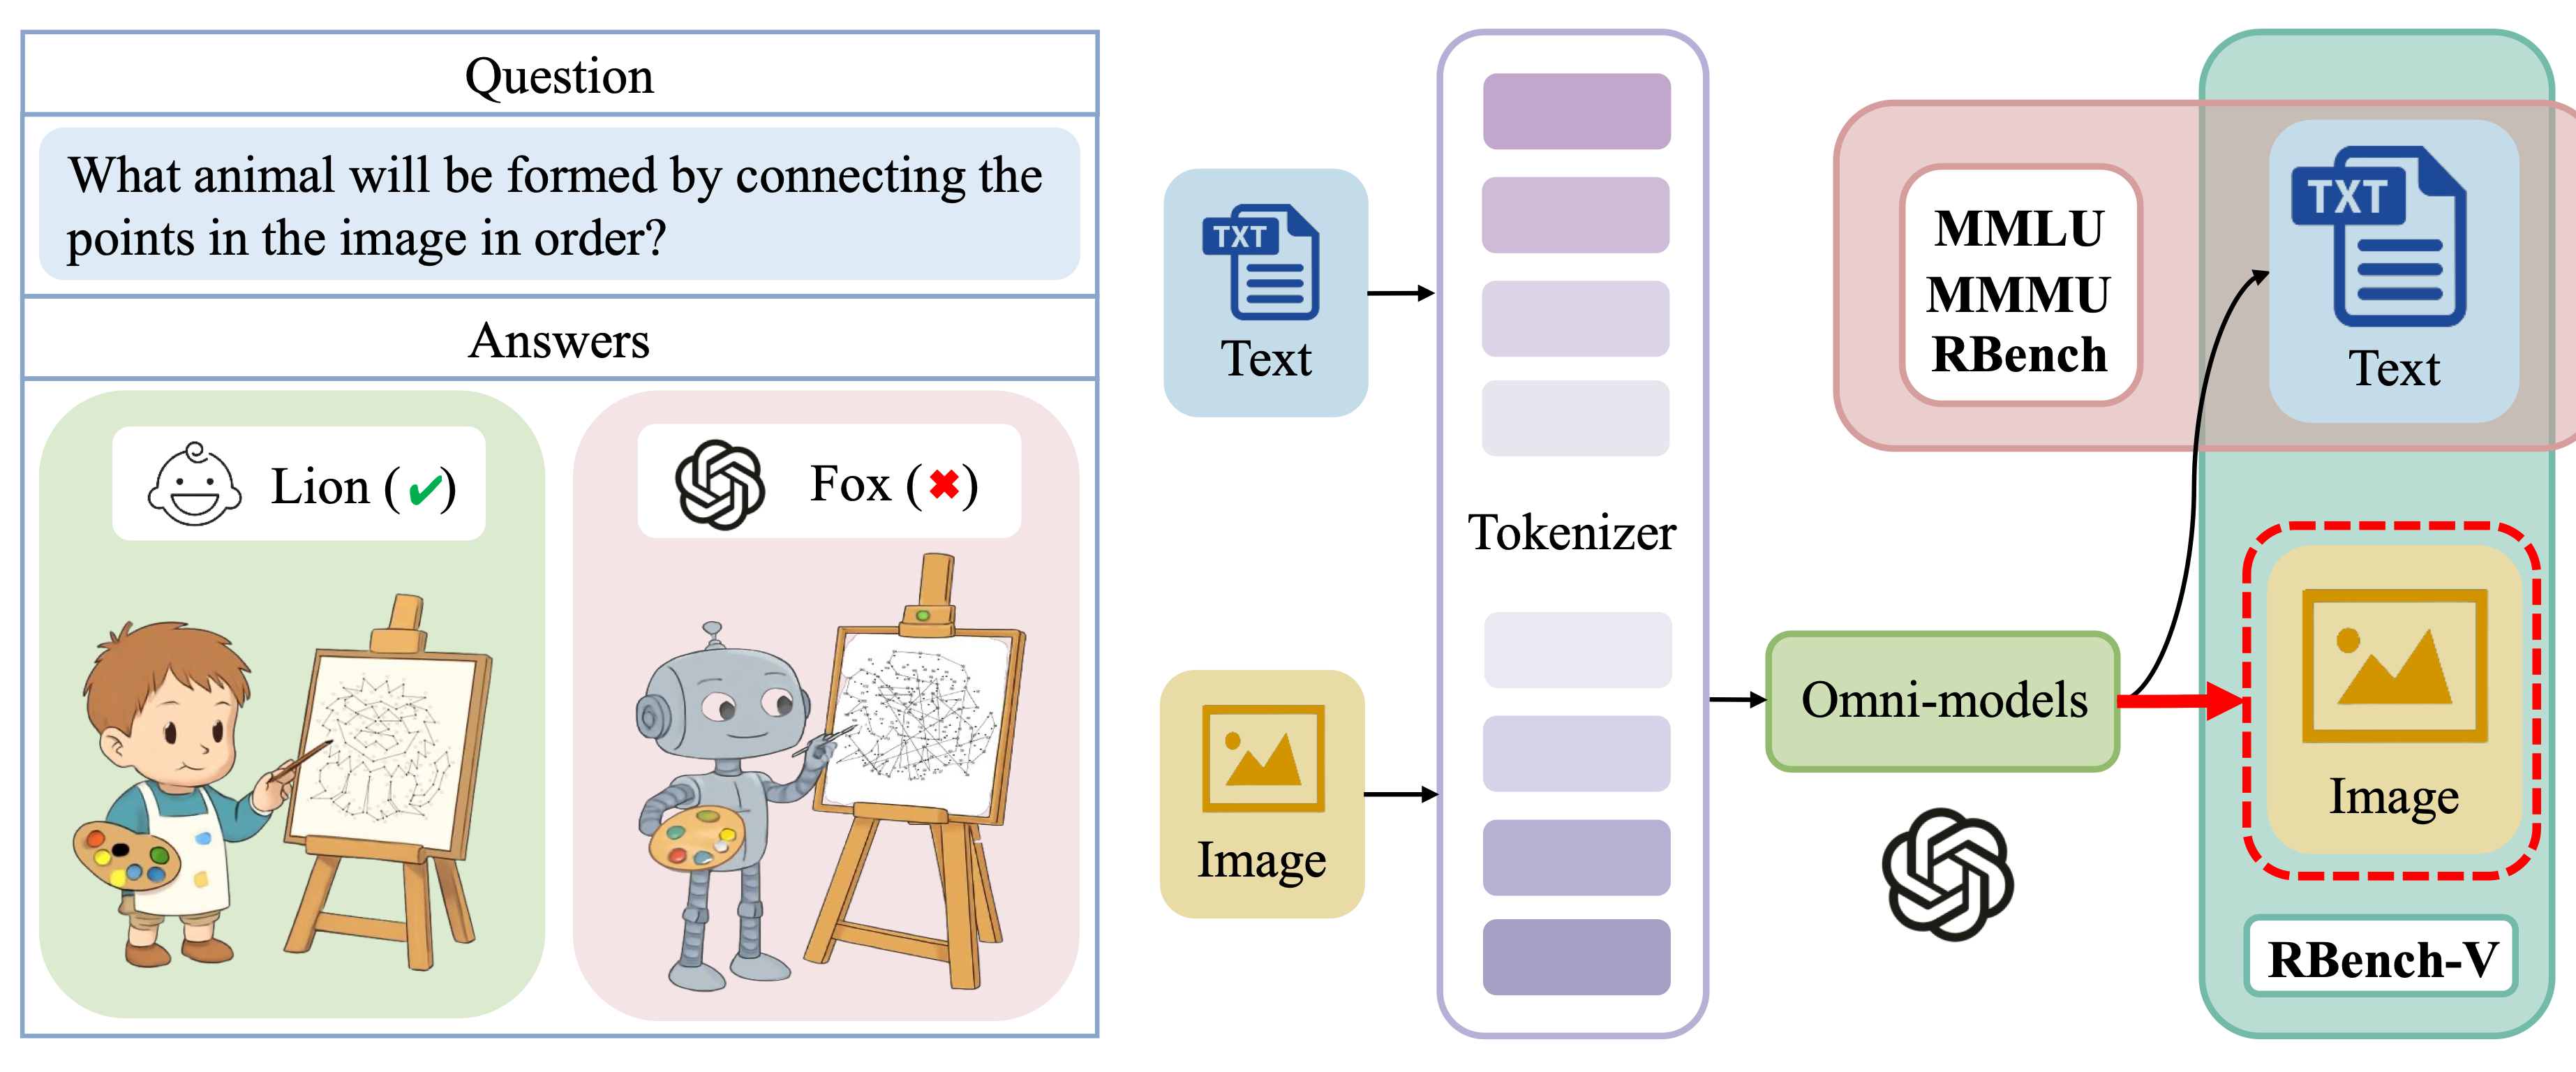 Question
What animal will be formed by connecting the
points in the image in order?
Answers
Lion (✔)
Fox (✖)
TXT
Text
Image
Tokenizer
Omni-models
MMLU
MMMU
RBench
TXT
Text
Image
RBench-V